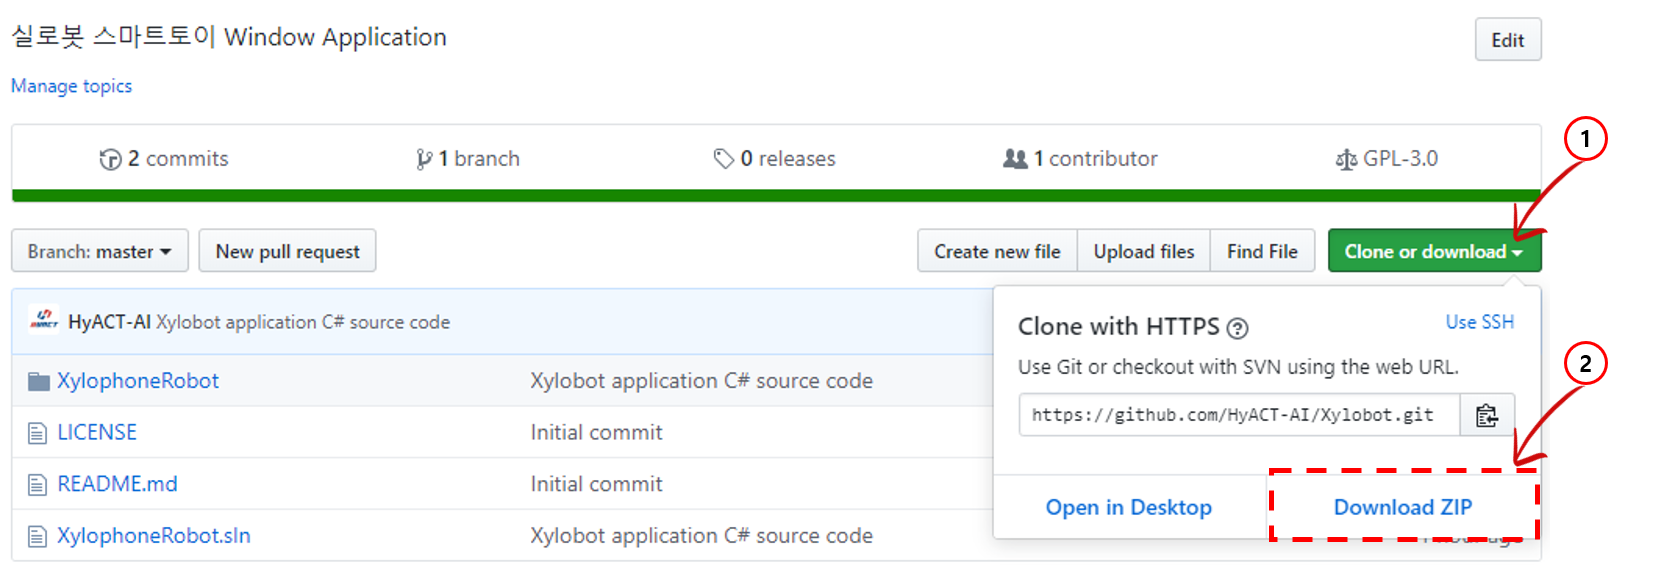 실로봇 스마트토이 Window Application
Edit
Manage topics
2 commits
1 branch
0 releases
1 contributor
GPL-3.0
1
Branch: master
New pull request
Create new file
Upload files
Find File
Clone or download
HyACT-AI Xylobot application C# source code
Clone with HTTPS
Use SSH
Use Git or checkout with SVN using the web URL.
https://github.com/HyACT-AI/Xylobot.git
2
Open in Desktop
Download ZIP
XylophoneRobot
Xylobot application C# source code
LICENSE
Initial commit
README.md
Initial commit
XylophoneRobot.sln
Xylobot application C# source code